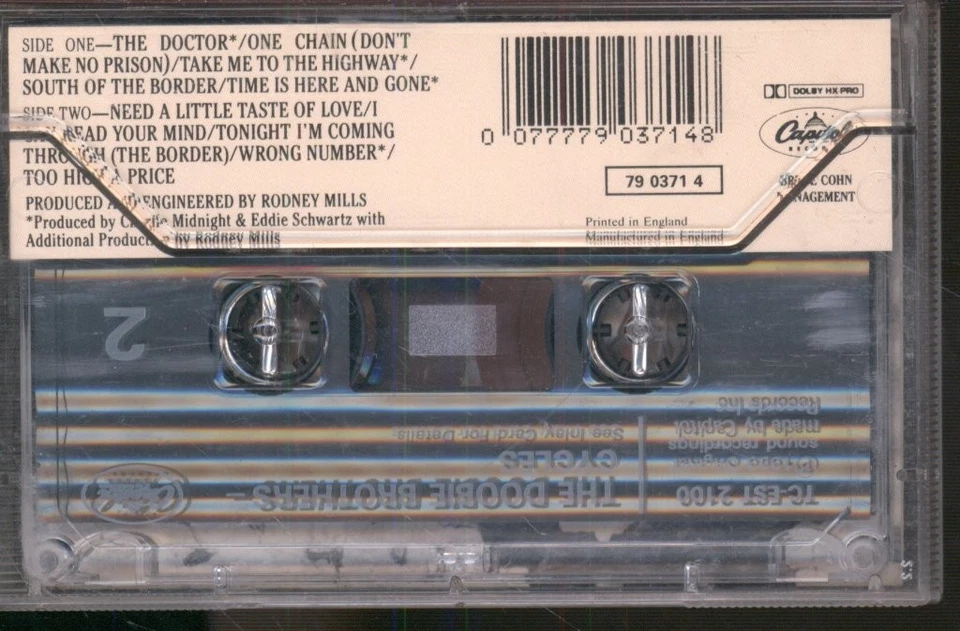 SIDE ONE—THE DOCTOR*/ONE CHAIN (DON'T
MAKE NO PRISON)/TAKE ME TO THE HIGHWAY*/
SOUTH OF THE BORDER/TIME IS HERE AND GONE*
SIDE TWO—NEED A LITTLE TASTE OF LOVE/I
READ YOUR MIND/TONIGHT I'M COMING
THROUGH (THE BORDER)/WRONG NUMBER*/
TOO HIGH A PRICE
PRODUCED AND ENGINEERED BY RODNEY MILLS
*Produced by Charlie Midnight & Eddie Schwartz with
Additional Production by Rodney Mills
0 077779 037148
79 0371 4
Printed in England
Manufactured in England
DOLBY HX PRO
Capitol
RECORDS
BRUCE COHN
MANAGEMENT
2
TC-EST 2100
THE DOOBIE BROTHERS
CYCLES
See Inlay Card For Details
Original
sound recordings
made by Capitol
Records Inc
Capitol